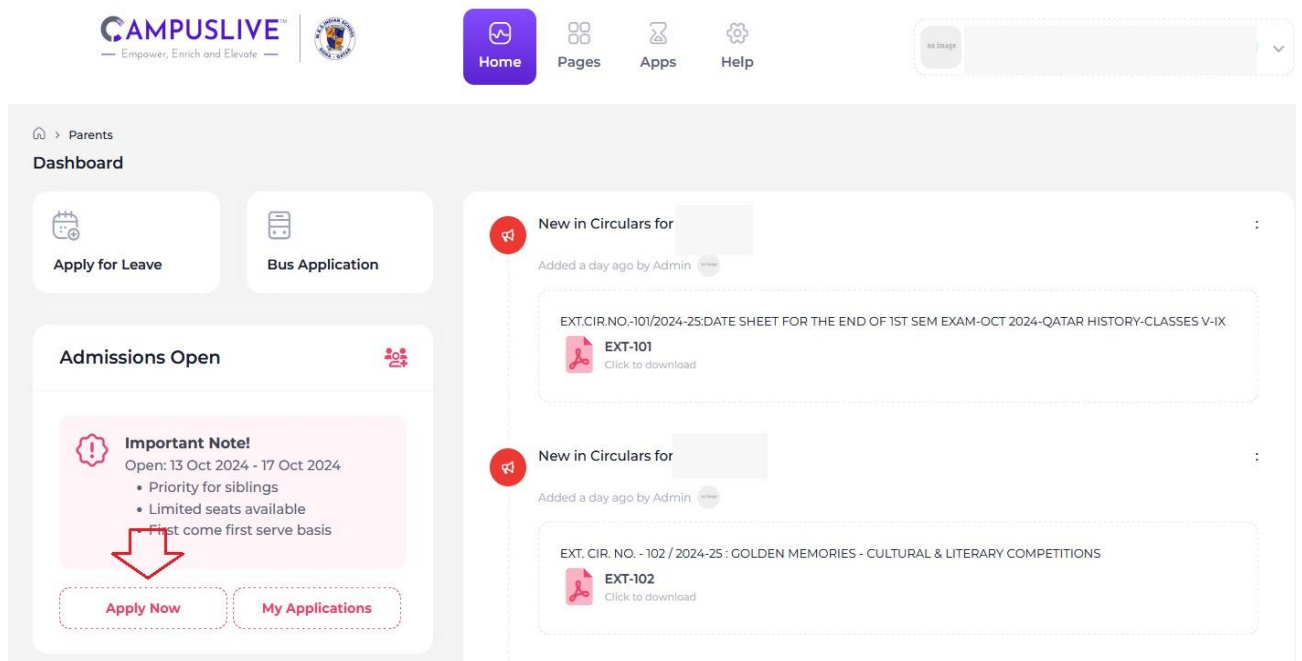 CAMPUSLIVE™
Empower, Enrich and Elevate
Home
Pages
Apps
Help
no image
> Parents
Dashboard
Apply for Leave
Bus Application
Admissions Open
Important Note!
Open: 13 Oct 2024 - 17 Oct 2024
• Priority for siblings
• Limited seats available
• First come first serve basis
Apply Now
My Applications
New in Circulars for
:
Added a day ago by Admin
EXT.CIR.NO.-101/2024-25:DATE SHEET FOR THE END OF 1ST SEM EXAM-OCT 2024-QATAR HISTORY-CLASSES V-IX
EXT-101
Click to download
New in Circulars for
:
Added a day ago by Admin
EXT. CIR. NO. - 102 / 2024-25 : GOLDEN MEMORIES - CULTURAL & LITERARY COMPETITIONS
EXT-102
Click to download